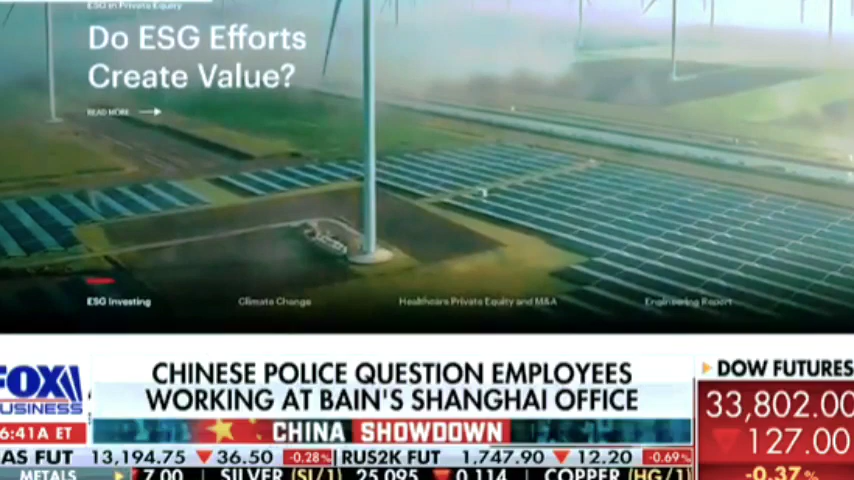 ESG in Private Equity
Do ESG Efforts
Create Value?
READ MORE
ESG Investing Climate Change Healthcare Private Equity and M&A Engineering Report
FOX
BUSINESS
6:41A ET
CHINESE POLICE QUESTION EMPLOYEES
WORKING AT BAIN'S SHANGHAI OFFICE
CHINA SHOWDOWN
DOW FUTURES
33,802.00
127.00
-0.37%
AS FUT 13,194.75 36.50 -0.28% RUS2K FUT 1,747.90 12.20 -0.69%
METALS 7.00 SILVER (SI/1) 25.095 0.114 COPPER (HG/1)